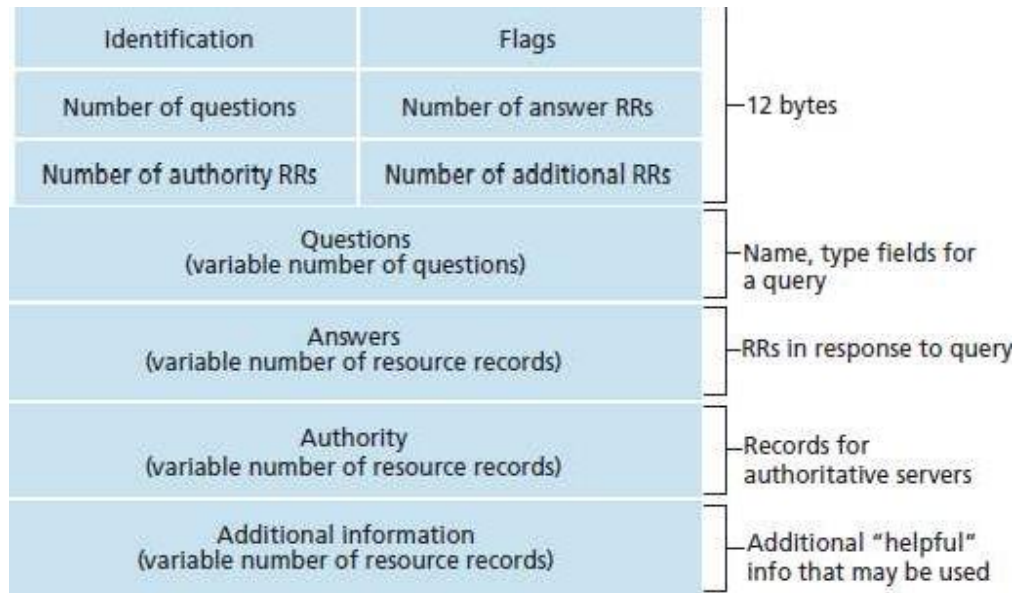 Identification
Flags
Number of questions
Number of answer RRs
12 bytes
Number of authority RRs
Number of additional RRs
Questions
(variable number of questions)
Name, type fields for
a query
Answers
(variable number of resource records)
RRs in response to query
Authority
(variable number of resource records)
Records for
authoritative servers
Additional information
(variable number of resource records)
Additional “helpful“
info that may be used